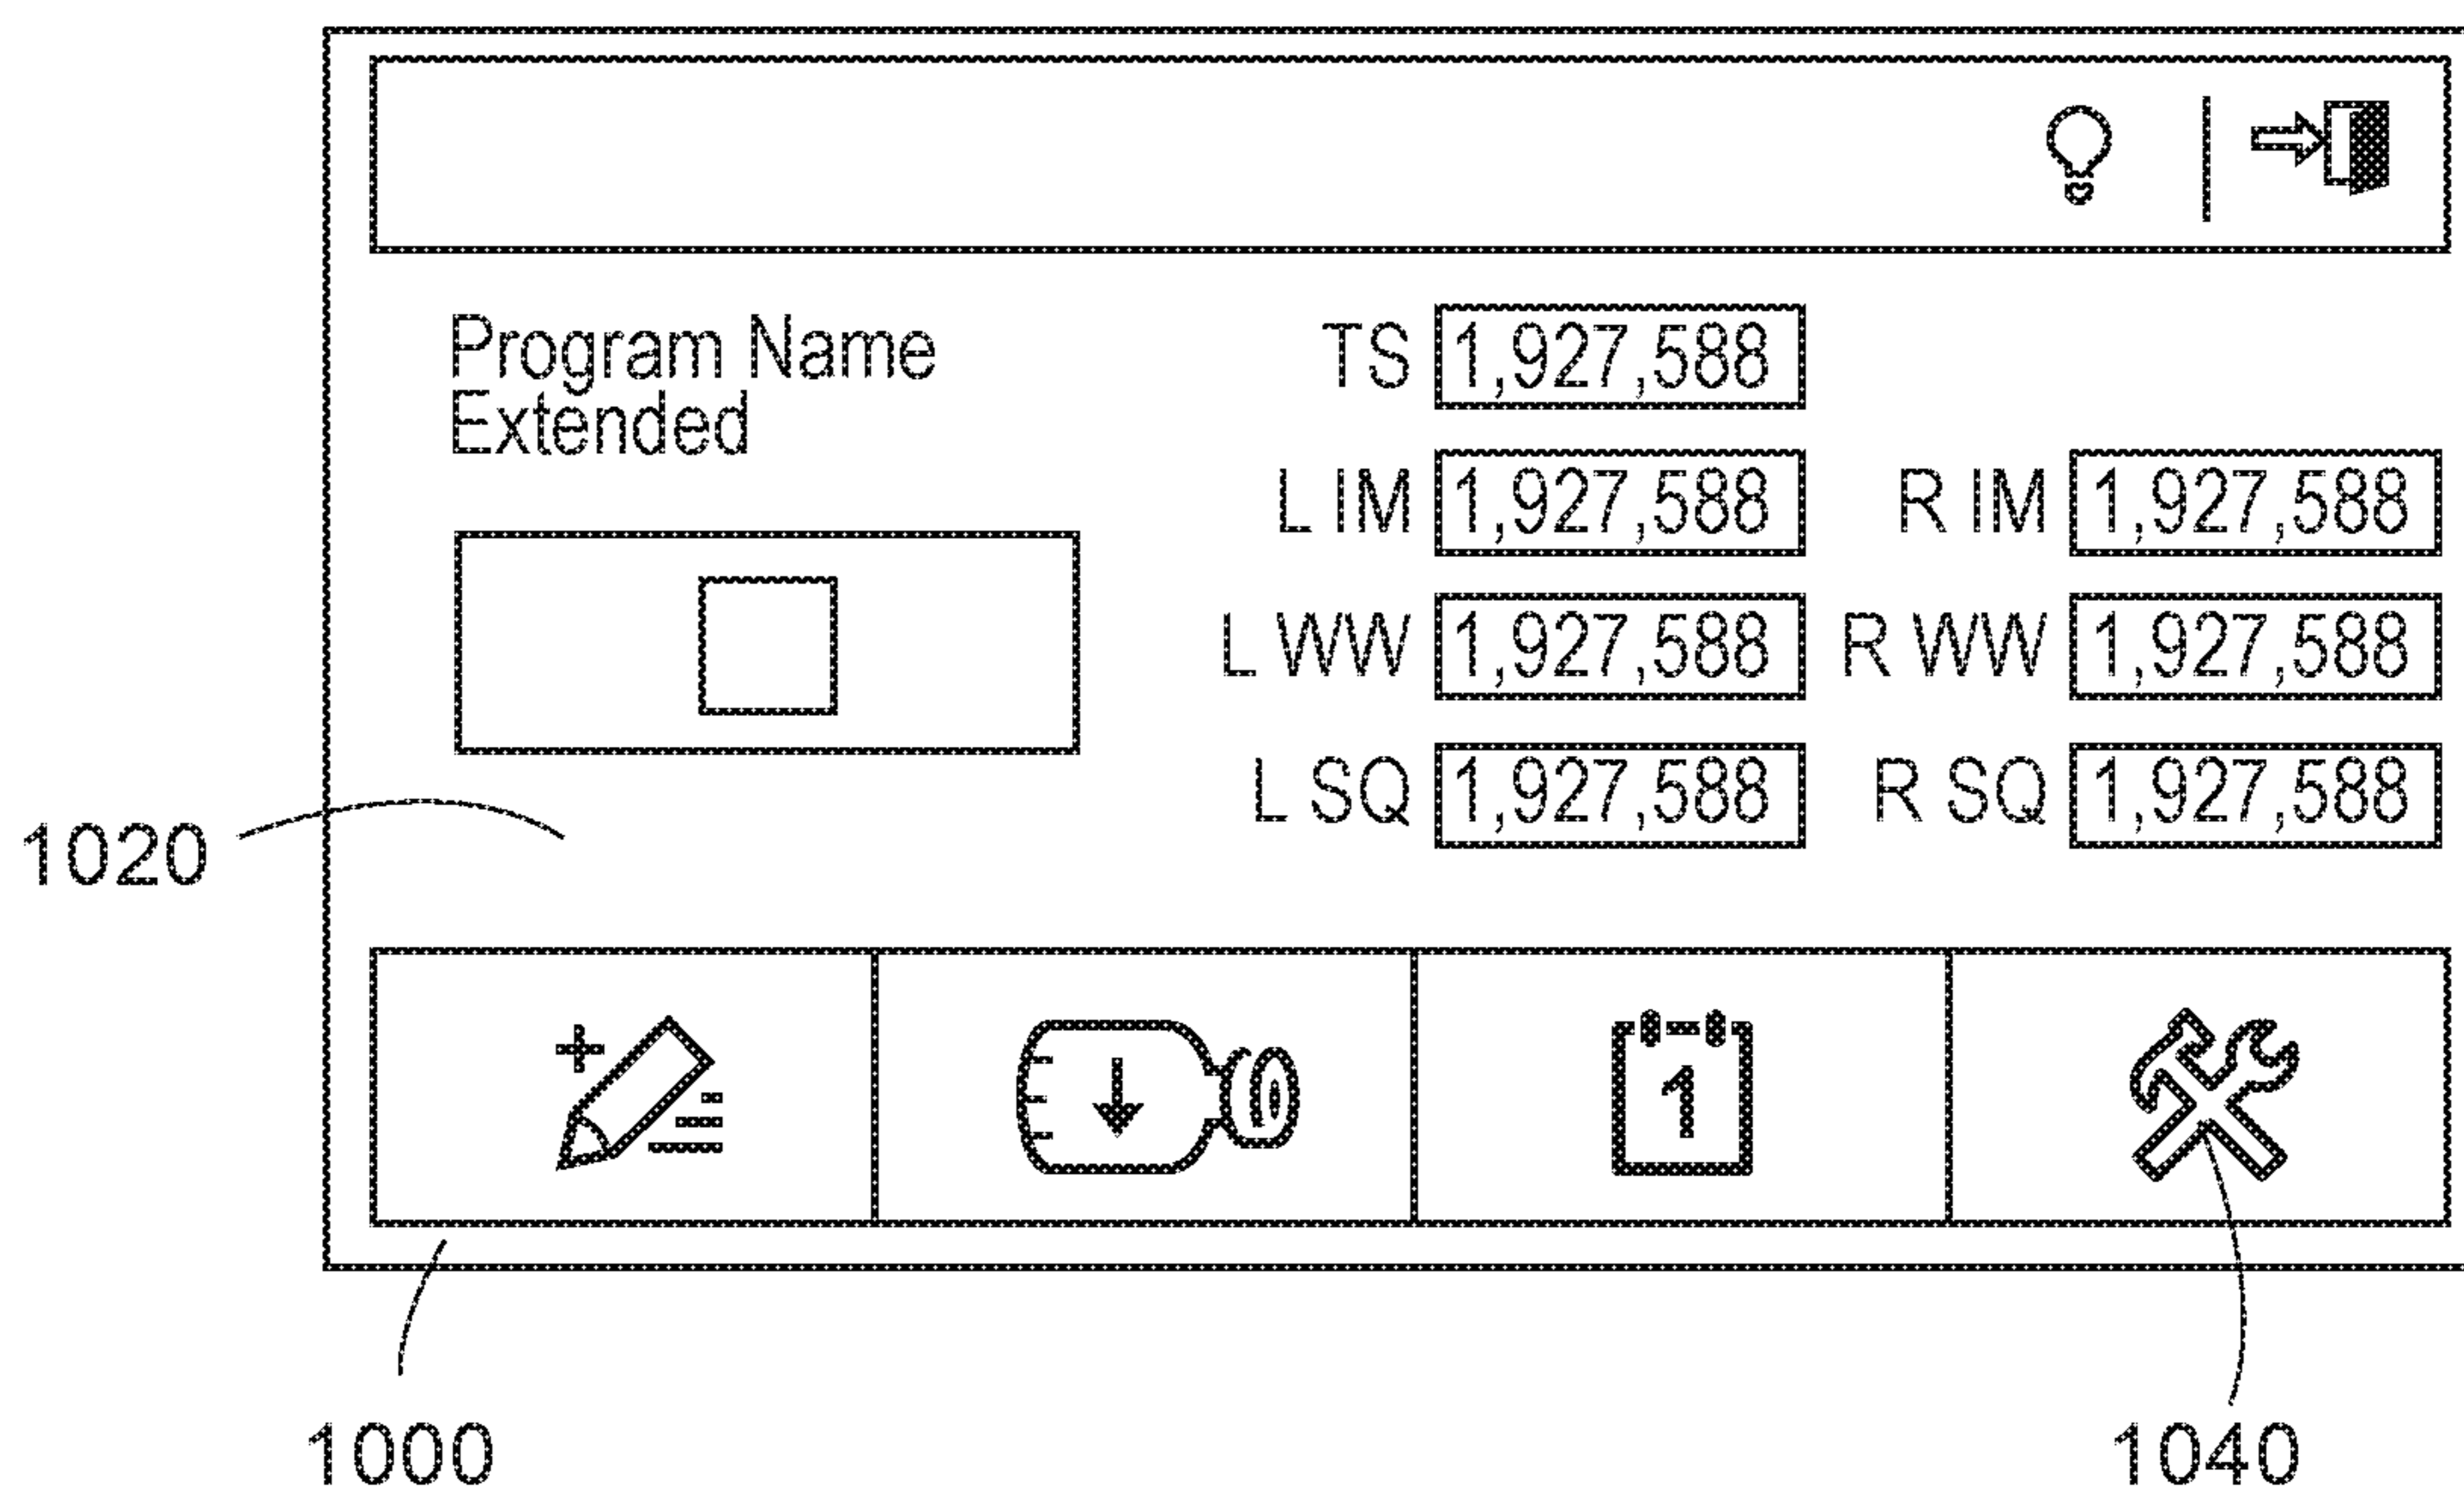 Program Name
Extended
TS 1,927,588
L IM 1,927,588 R IM 1,927,588
L WW 1,927,588 R WW 1,927,588
L SQ 1,927,588 R SQ 1,927,588
1020
1
1000
1040